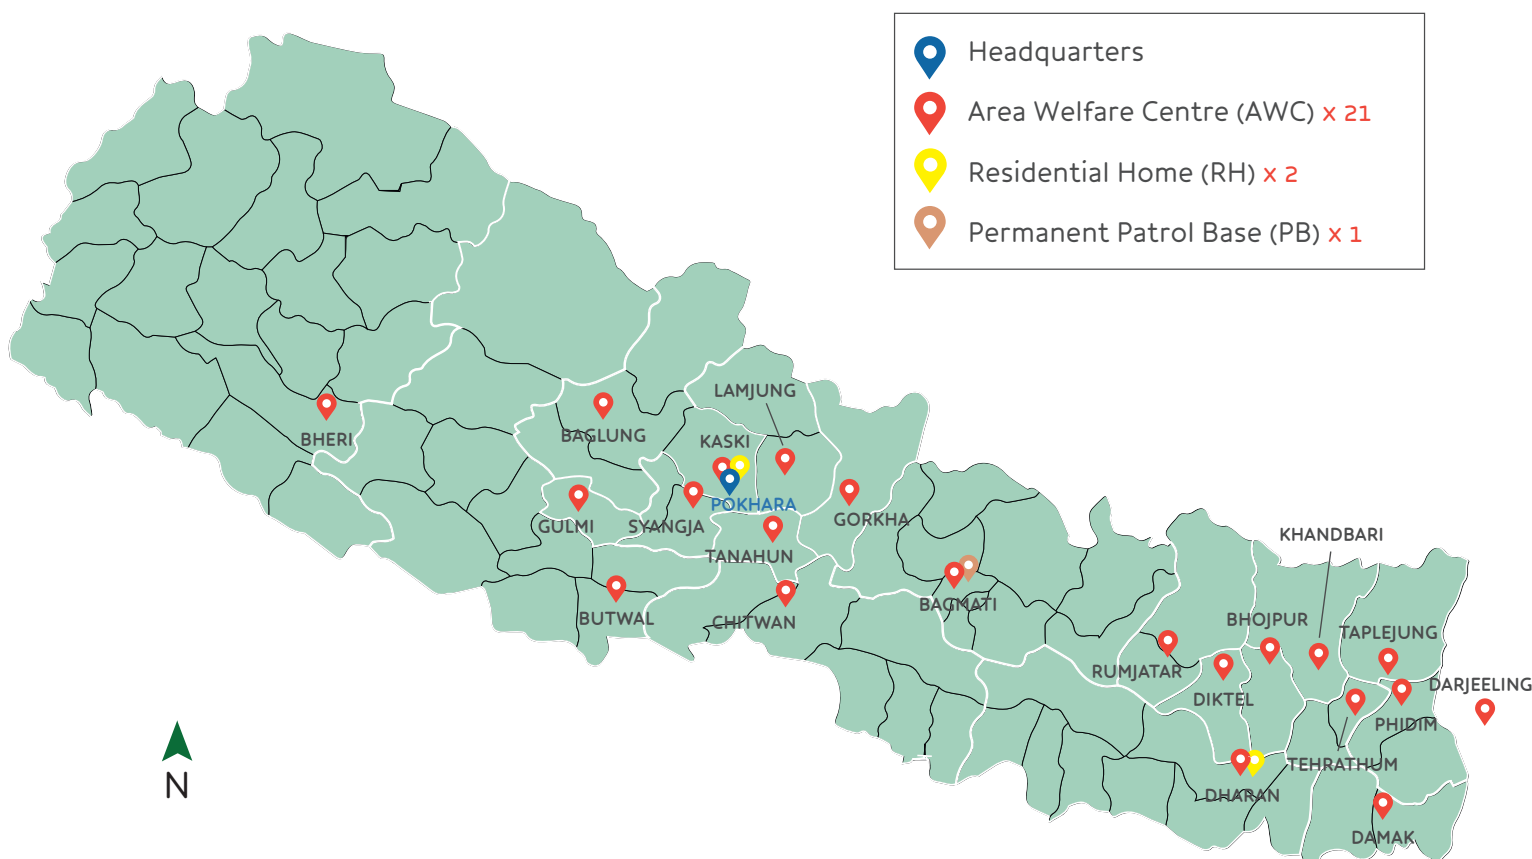 Headquarters
Area Welfare Centre (AWC) x 21
Residential Home (RH) x 2
Permanent Patrol Base (PB) x 1
LAMJUNG
BAGLUNG
KASKI
BHERI
POKHARA
GULMI
SYANGJA
GORKHA
TANAHUN
KHANDBARI
BAGMATI
BUTWAL
CHITWAN
BHOJPUR
TAPLEJUNG
RUMJATAR
DARJEELING
DIKTEL
PHIDIM
TEHRATHUM
N
DHARAN
DAMAK